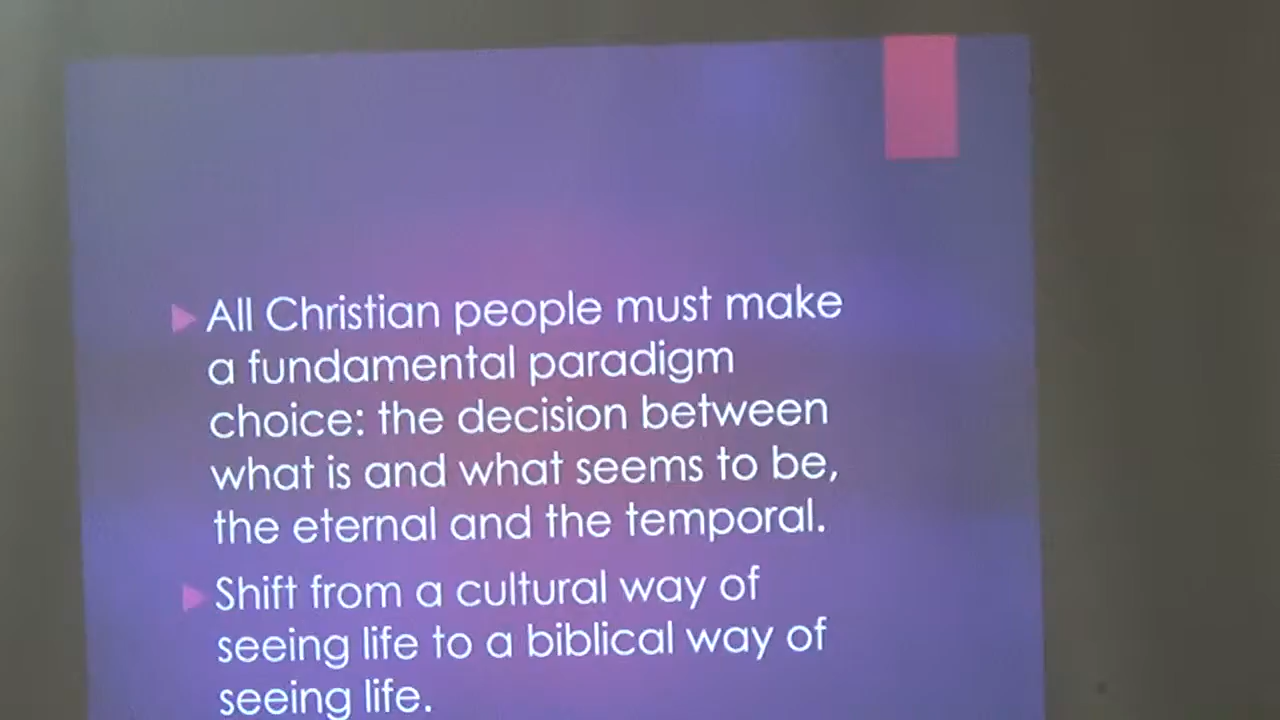 All Christian people must make
a fundamental paradigm
choice: the decision between
what is and what seems to be,
the eternal and the temporal.
Shift from a cultural way of
seeing life to a biblical way of
seeing life.